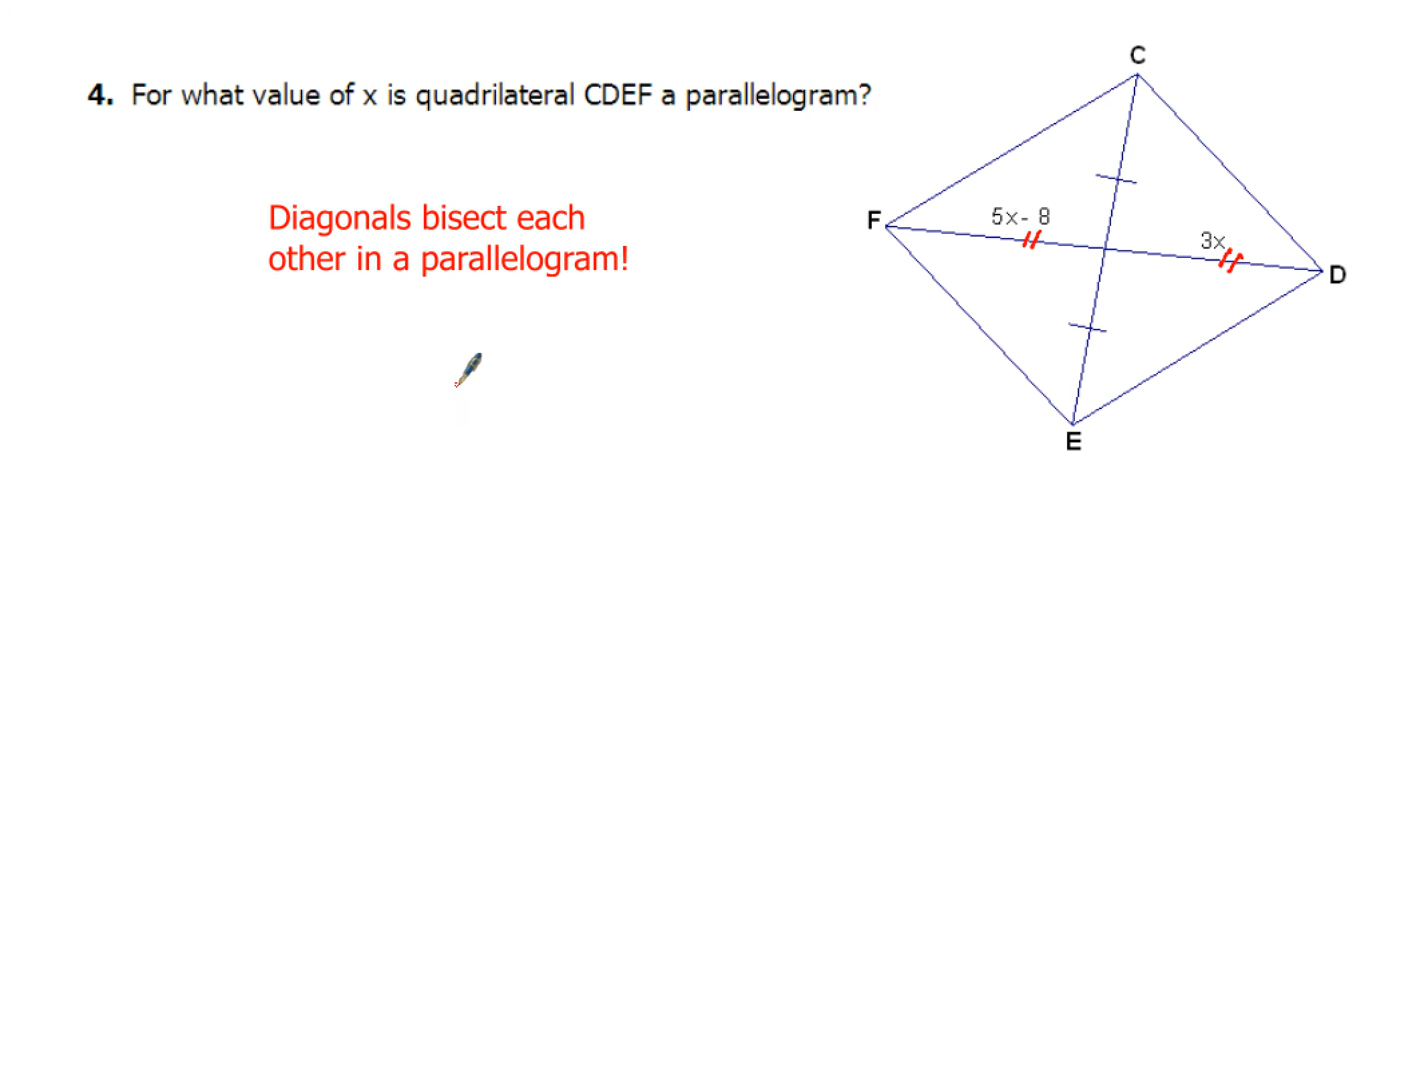 4. For what value of x is quadrilateral CDEF a parallelogram?
Diagonals bisect each
other in a parallelogram!
C
F
5x- 8
3x
D
E